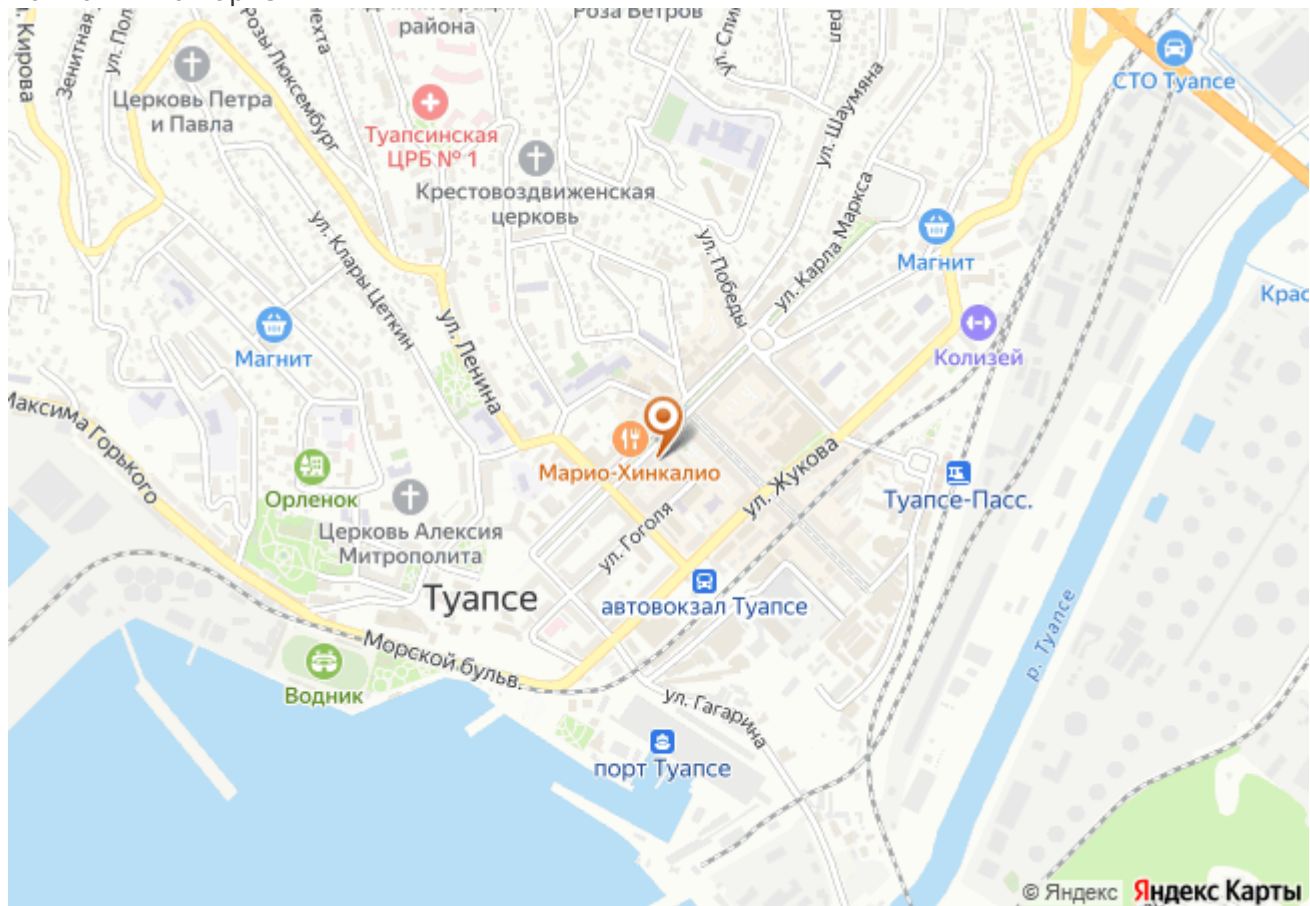 района
Роза Ветров
ул. Кирова
Зенитная
ул. Пол
Розы Люксембург
ул. Спи
ул. Шаумяна
СТО Туапсе
Церковь Петра
и Павла
Туапсинская
ЦРБ № 1
Крестовоздвиженская
церковь
ул. Карла Маркса
ул. Победы
Магнит
ул. Клары Цеткин
Крас
Магнит
ул. Ленина
Колизей
Максима Горького
Марио-Хинкалио
ул. Жукова
Туапсе-Пасс.
Орленок
Церковь Алексия
Митрополита
ул. Гоголя
Туапсе
автовокзал Туапсе
р. Туапсе
Морской бульв.
Водник
ул. Гагарина
порт Туапсе
© Яндекс Яндекс Карты